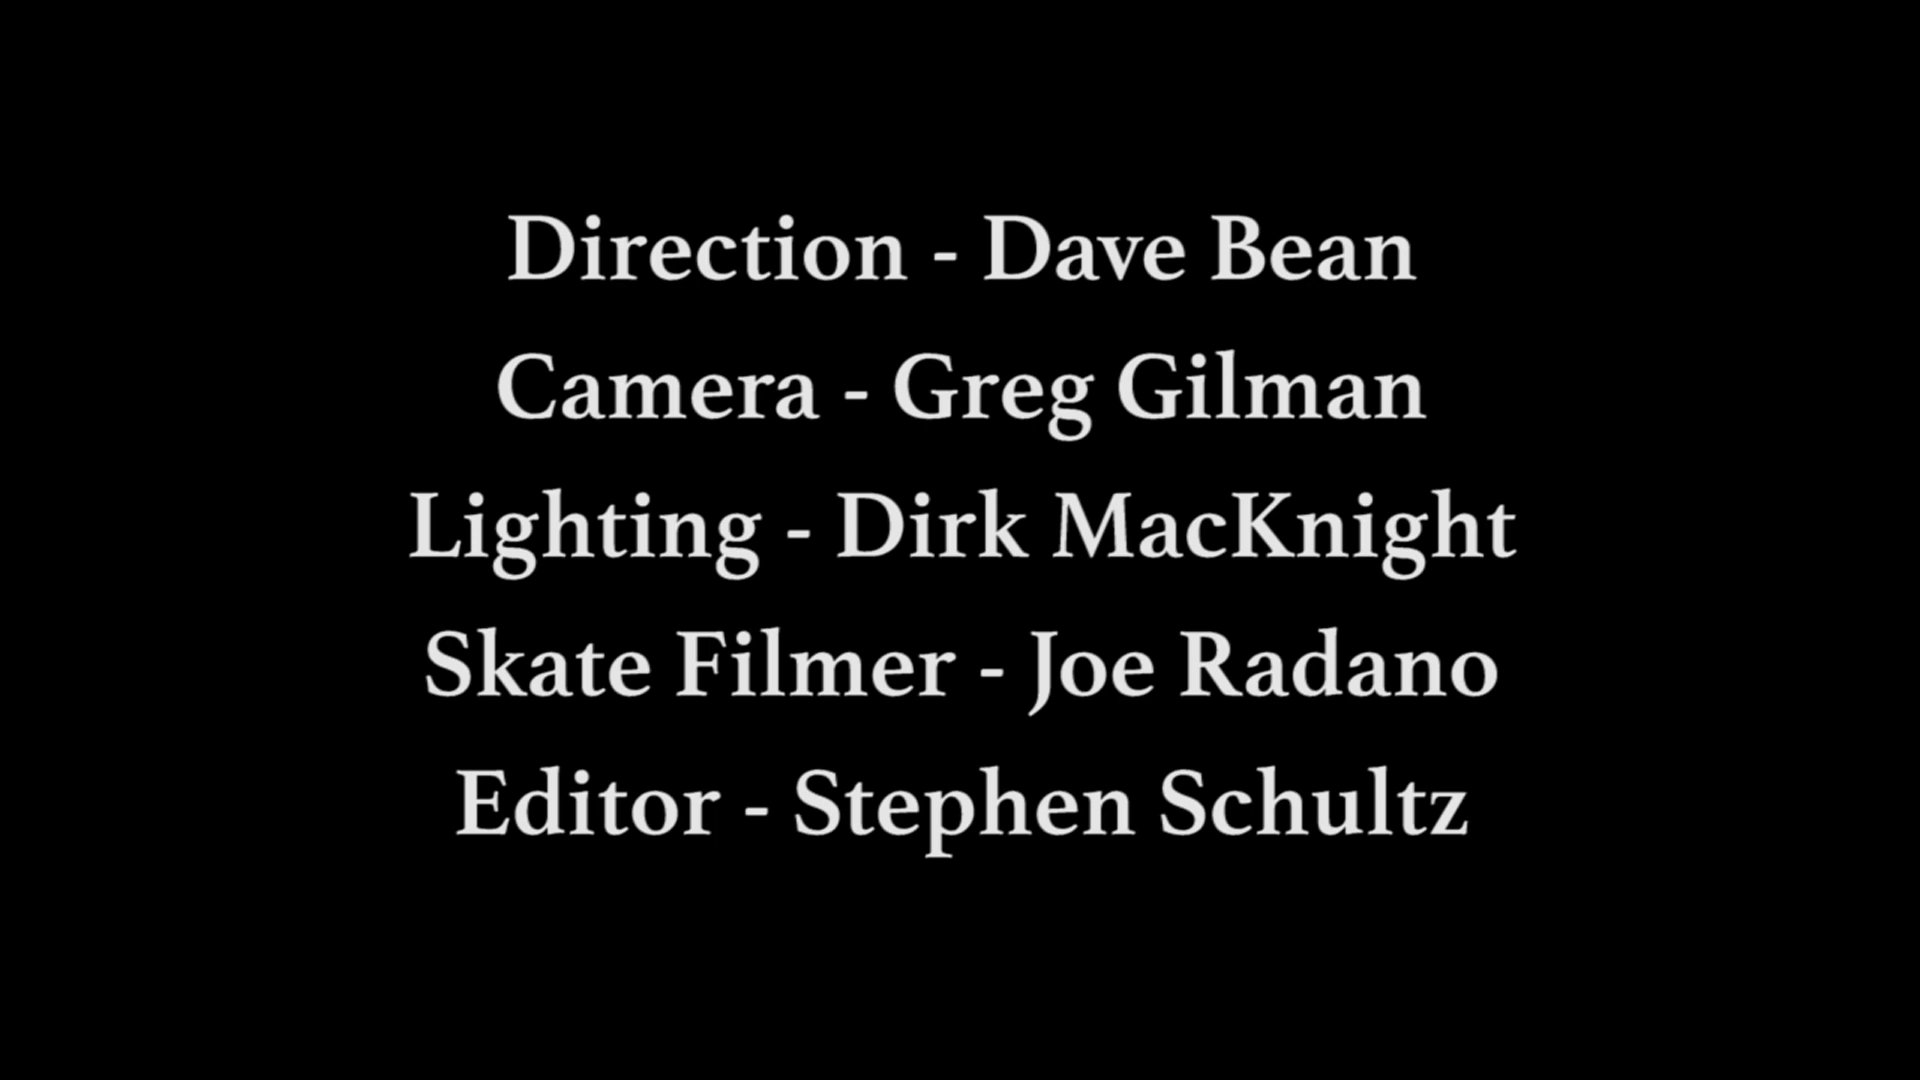 Direction - Dave Bean
Camera - Greg Gilman
Lighting - Dirk MacKnight
Skate Filmer - Joe Radano
Editor - Stephen Schultz